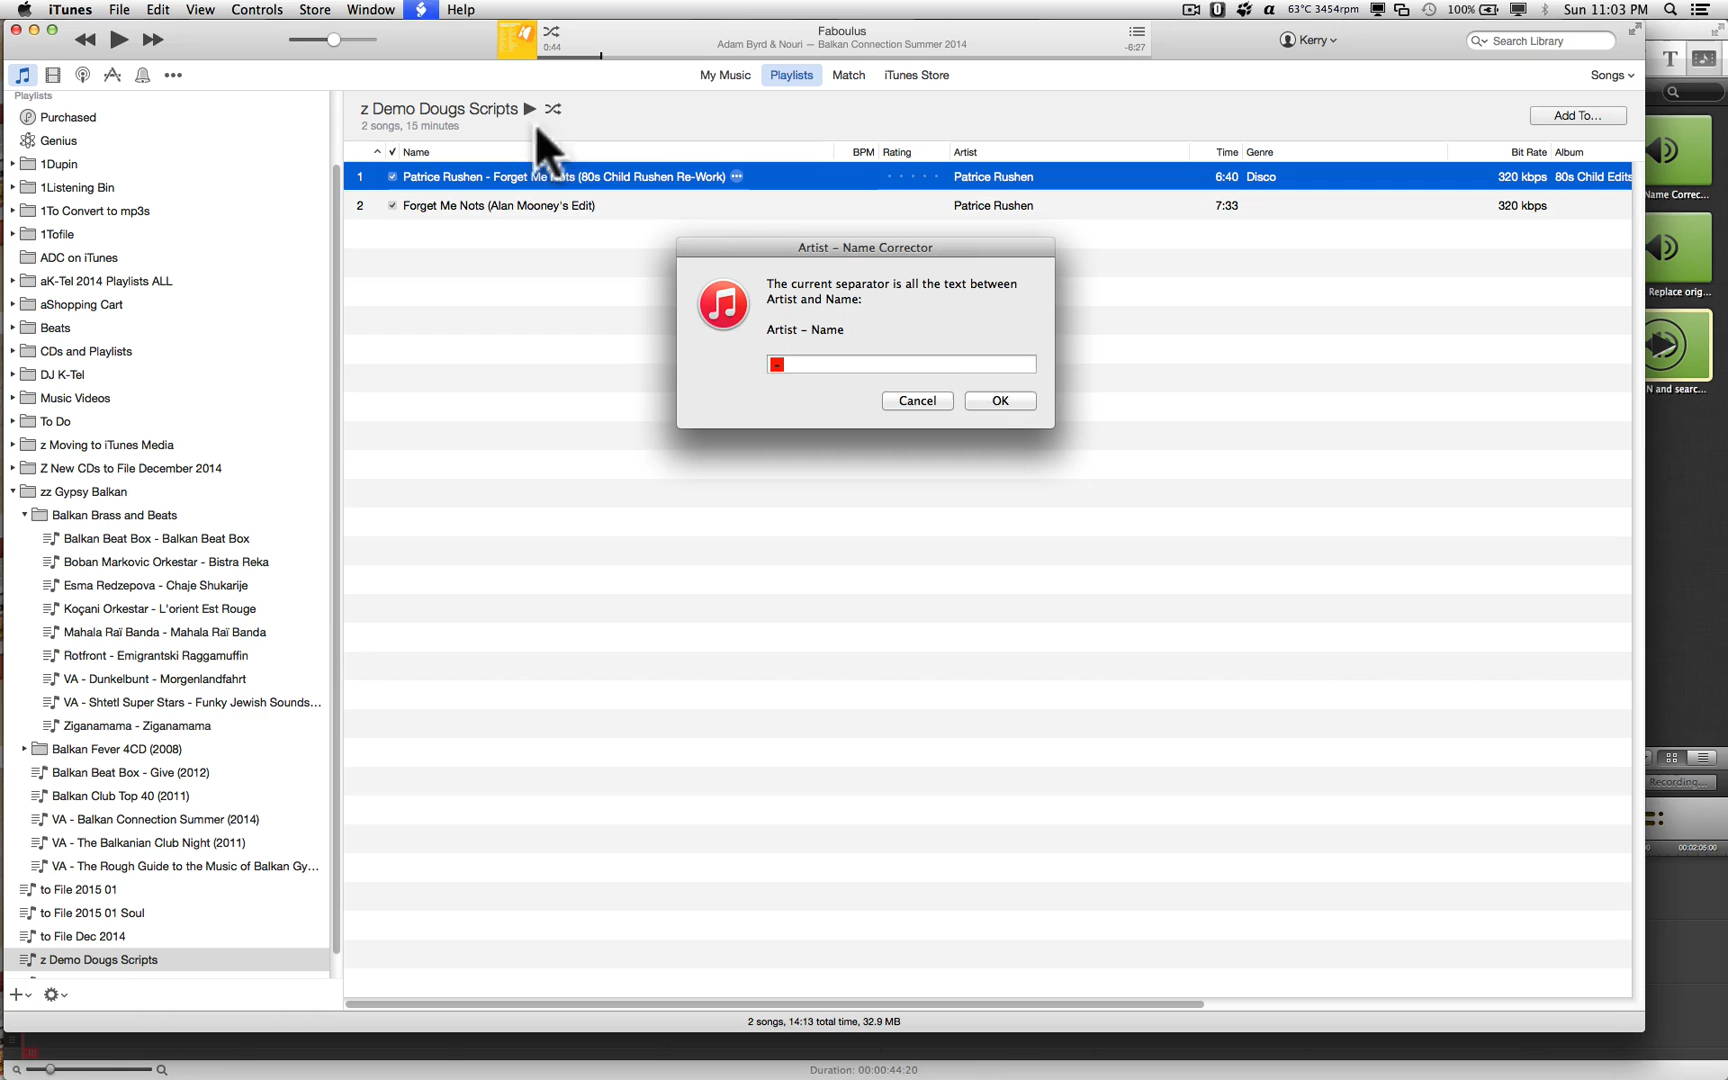 iTunes File Edit View Controls Store Window Help
63°C 3454rpm 100% Sun 11:03 PM
Faboulus
Adam Byrd & Nouri — Balkan Connection Summer 2014
0:44
-6:27
Kerry
Search Library
My Music Playlists Match iTunes Store
Songs
T
Playlists
Purchased
Genius
1Dupin
1Listening Bin
1To Convert to mp3s
1Tofile
ADC on iTunes
aK-Tel 2014 Playlists ALL
aShopping Cart
Beats
CDs and Playlists
DJ K-Tel
Music Videos
To Do
z Moving to iTunes Media
Z New CDs to File December 2014
zz Gypsy Balkan
Balkan Brass and Beats
Balkan Beat Box - Balkan Beat Box
Boban Markovic Orkestar - Bistra Reka
Esma Redzepova - Chaje Shukarije
Koçani Orkestar - L'orient Est Rouge
Mahala Raï Banda - Mahala Raï Banda
Rotfront - Emigrantski Raggamuffin
VA - Dunkelbunt - Morgenlandfahrt
VA - Shtetl Super Stars - Funky Jewish Sounds...
Ziganamama - Ziganamama
Balkan Fever 4CD (2008)
Balkan Beat Box - Give (2012)
Balkan Club Top 40 (2011)
VA - Balkan Connection Summer (2014)
VA - The Balkanian Club Night (2011)
VA - The Rough Guide to the Music of Balkan Gy...
to File 2015 01
to File 2015 01 Soul
to File Dec 2014
z Demo Dougs Scripts
z Demo Dougs Scripts
2 songs, 15 minutes
Add To...
Name BPM Rating Artist Time Genre Bit Rate Album
1 Patrice Rushen - Forget Me Nots (80s Child Rushen Re-Work) Patrice Rushen 6:40 Disco 320 kbps 80s Child Edits
2 Forget Me Nots (Alan Mooney's Edit) Patrice Rushen 7:33 320 kbps
Artist – Name Corrector
The current separator is all the text between
Artist and Name:
Artist – Name
-
Cancel OK
Name Correc...
Replace orig...
N and searc...
Recording...
00:02:05:00
2 songs, 14:13 total time, 32.9 MB
Duration: 00:00:44:20